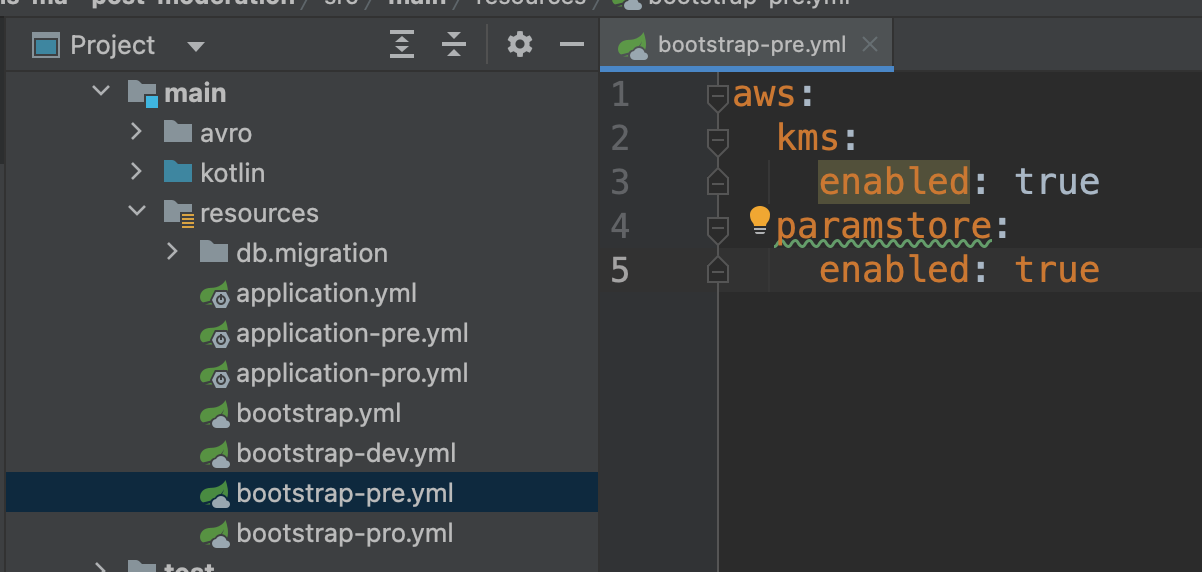 post-moderation / src / main / resources / bootstrap-pre.yml
Project
bootstrap-pre.yml
main
avro
kotlin
resources
db.migration
application.yml
application-pre.yml
application-pro.yml
bootstrap.yml
bootstrap-dev.yml
bootstrap-pre.yml
bootstrap-pro.yml
test
1 aws:
2 kms:
3 enabled: true
4 paramstore:
5 enabled: true